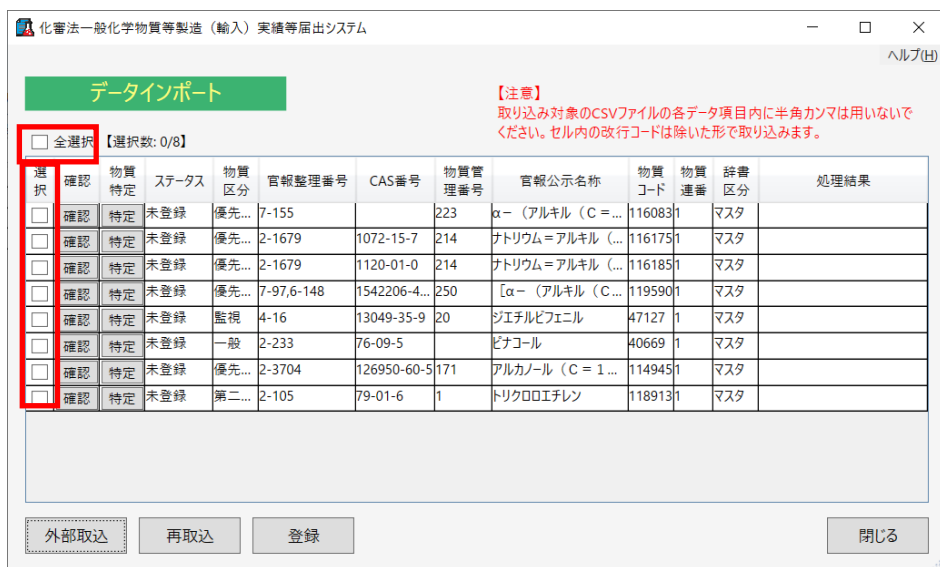 化審法一般化学物質等製造（輸入）実績等届出システム
ヘルプ(H)
データインポート
【注意】
取り込み対象のCSVファイルの各データ項目内に半角カンマは用いないで
ください。セル内の改行コードは除いた形で取り込みます。
全選択 【選択数: 0/8】
選択 確認 物質特定 ステータス 物質区分 官報整理番号 CAS番号 物質管理番号 官報公示名称 物質コード 物質連番 辞書区分 処理結果
確認 特定 未登録 優先... 7-155 223 α－（アルキル（C＝... 116083 1 マスタ
確認 特定 未登録 優先... 2-1679 1072-15-7 214 ナトリウム＝アルキル（... 116175 1 マスタ
確認 特定 未登録 優先... 2-1679 1120-01-0 214 ナトリウム＝アルキル（... 116185 1 マスタ
確認 特定 未登録 優先... 7-97,6-148 1542206-4... 250 ［α－（アルキル（C... 119590 1 マスタ
確認 特定 未登録 監視 4-16 13049-35-9 20 ジエチルビフェニル 47127 1 マスタ
確認 特定 未登録 一般 2-233 76-09-5 ピナコール 40669 1 マスタ
確認 特定 未登録 優先... 2-3704 126950-60-5 171 アルカノール（C＝1... 114945 1 マスタ
確認 特定 未登録 第二... 2-105 79-01-6 1 トリクロロエチレン 118913 1 マスタ
外部取込 再取込 登録 閉じる